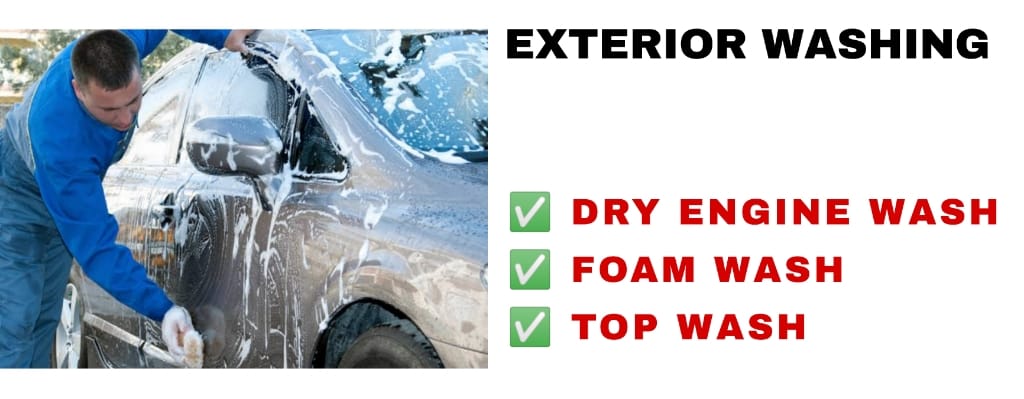 EXTERIOR WASHING
✅ DRY ENGINE WASH
✅ FOAM WASH
✅ TOP WASH